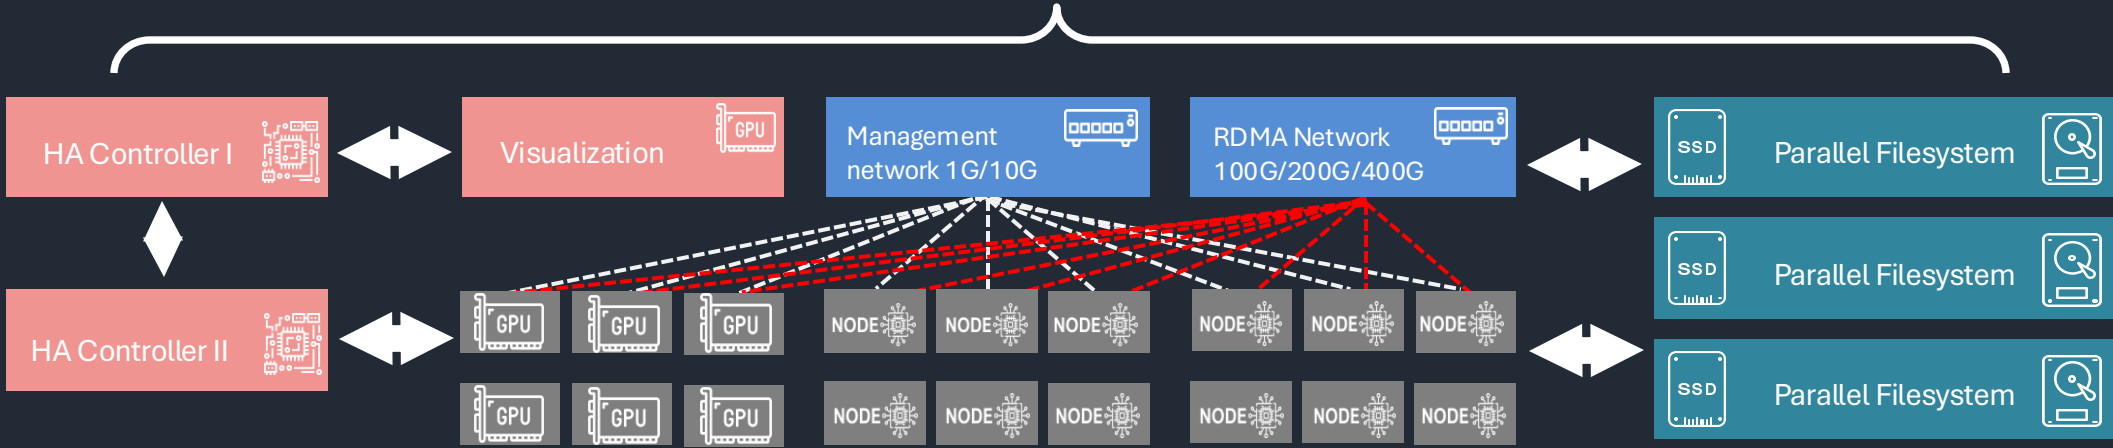 HA Controller I
Visualization
GPU
Management
network 1G/10G
RDMA Network
100G/200G/400G
SSD
Parallel Filesystem
SSD
Parallel Filesystem
HA Controller II
GPU
GPU
GPU
NODE
NODE
NODE
NODE
NODE
NODE
SSD
Parallel Filesystem
GPU
GPU
GPU
NODE
NODE
NODE
NODE
NODE
NODE